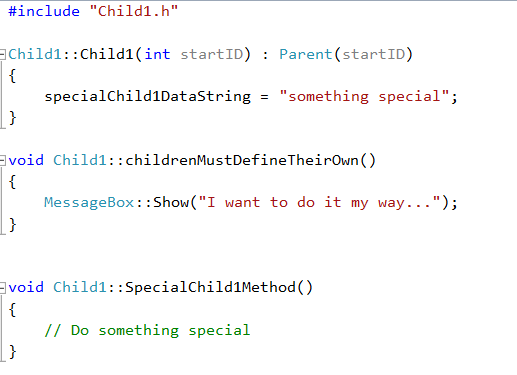 #include "Child1.h"
Child1::Child1(int startID) : Parent(startID)
{
    specialChild1DataString = "something special";
}
void Child1::childrenMustDefineTheirOwn()
{
    MessageBox::Show("I want to do it my way...");
}
void Child1::SpecialChild1Method()
{
    // Do something special
}